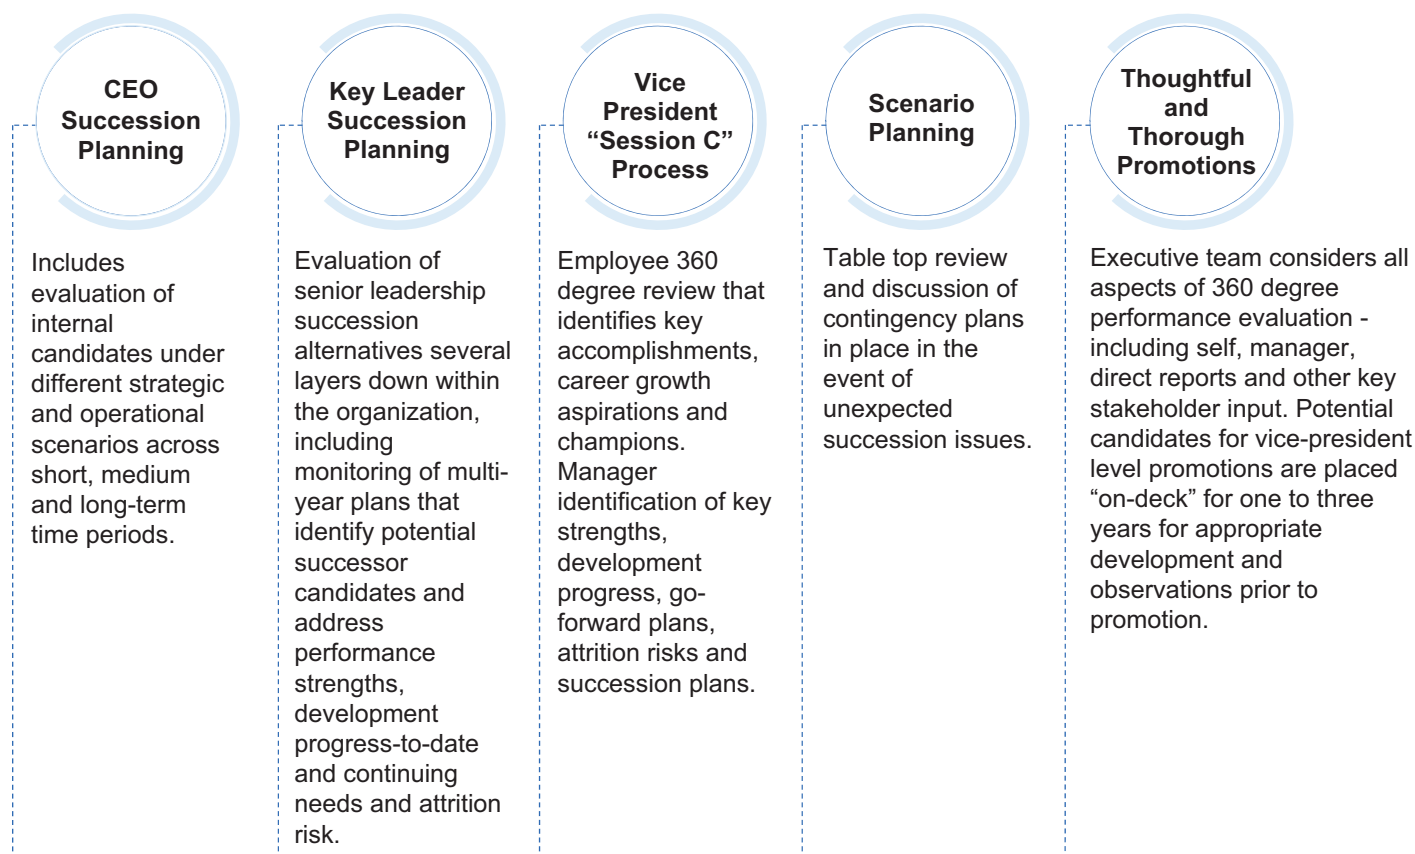 CEO
Succession
Planning
Includes
evaluation of
internal
candidates under
different strategic
and operational
scenarios across
short, medium
and long-term
time periods.
Key Leader
Succession
Planning
Evaluation of
senior leadership
succession
alternatives several
layers down within
the organization,
including
monitoring of multi-
year plans that
identify potential
successor
candidates and
address
performance
strengths,
development
progress-to-date
and continuing
needs and attrition
risk.
Vice
President
“Session C”
Process
Employee 360
degree review that
identifies key
accomplishments,
career growth
aspirations and
champions.
Manager
identification of key
strengths,
development
progress, go-
forward plans,
attrition risks and
succession plans.
Scenario
Planning
Table top review
and discussion of
contingency plans
in place in the
event of
unexpected
succession issues.
Thoughtful
and
Thorough
Promotions
Executive team considers all
aspects of 360 degree
performance evaluation -
including self, manager,
direct reports and other key
stakeholder input. Potential
candidates for vice-president
level promotions are placed
“on-deck” for one to three
years for appropriate
development and
observations prior to
promotion.